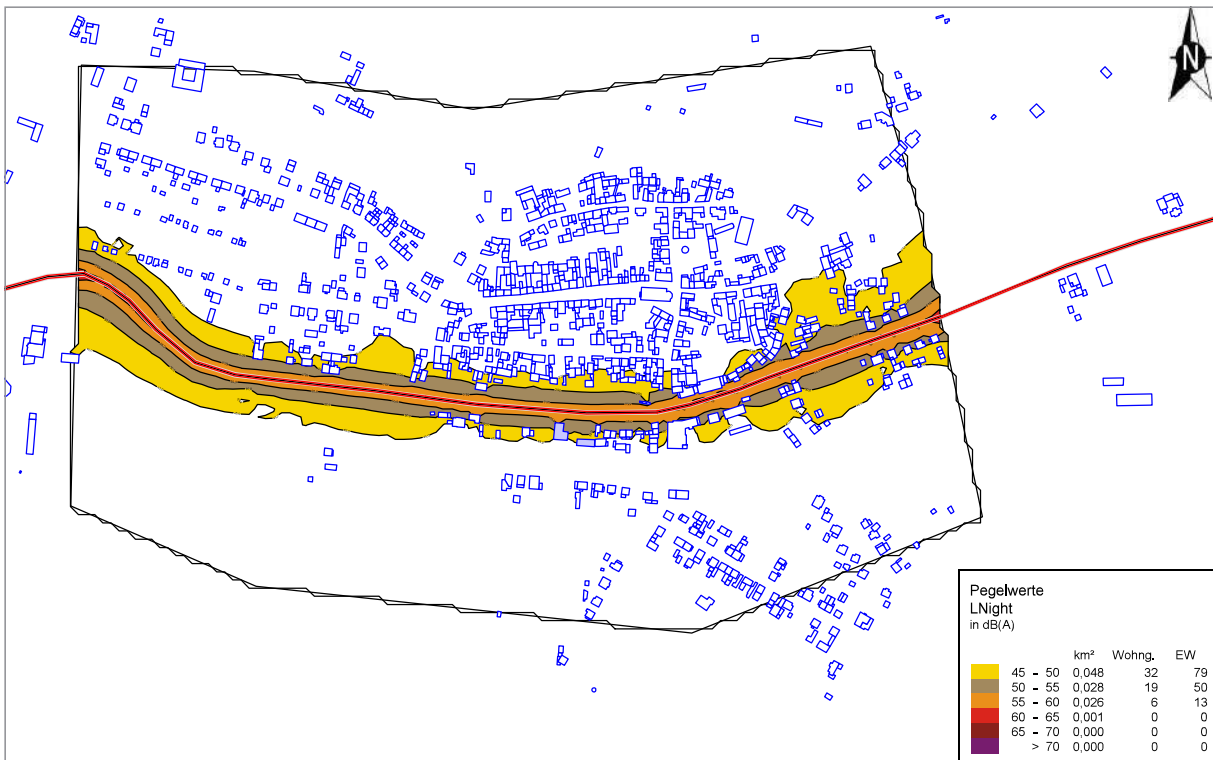 N
Pegelwerte
LNight
in dB(A)
km² Wohng. EW
45 - 50 0,048 32 79
50 - 55 0,028 19 50
55 - 60 0,026 6 13
60 - 65 0,001 0 0
65 - 70 0,000 0 0
> 70 0,000 0 0